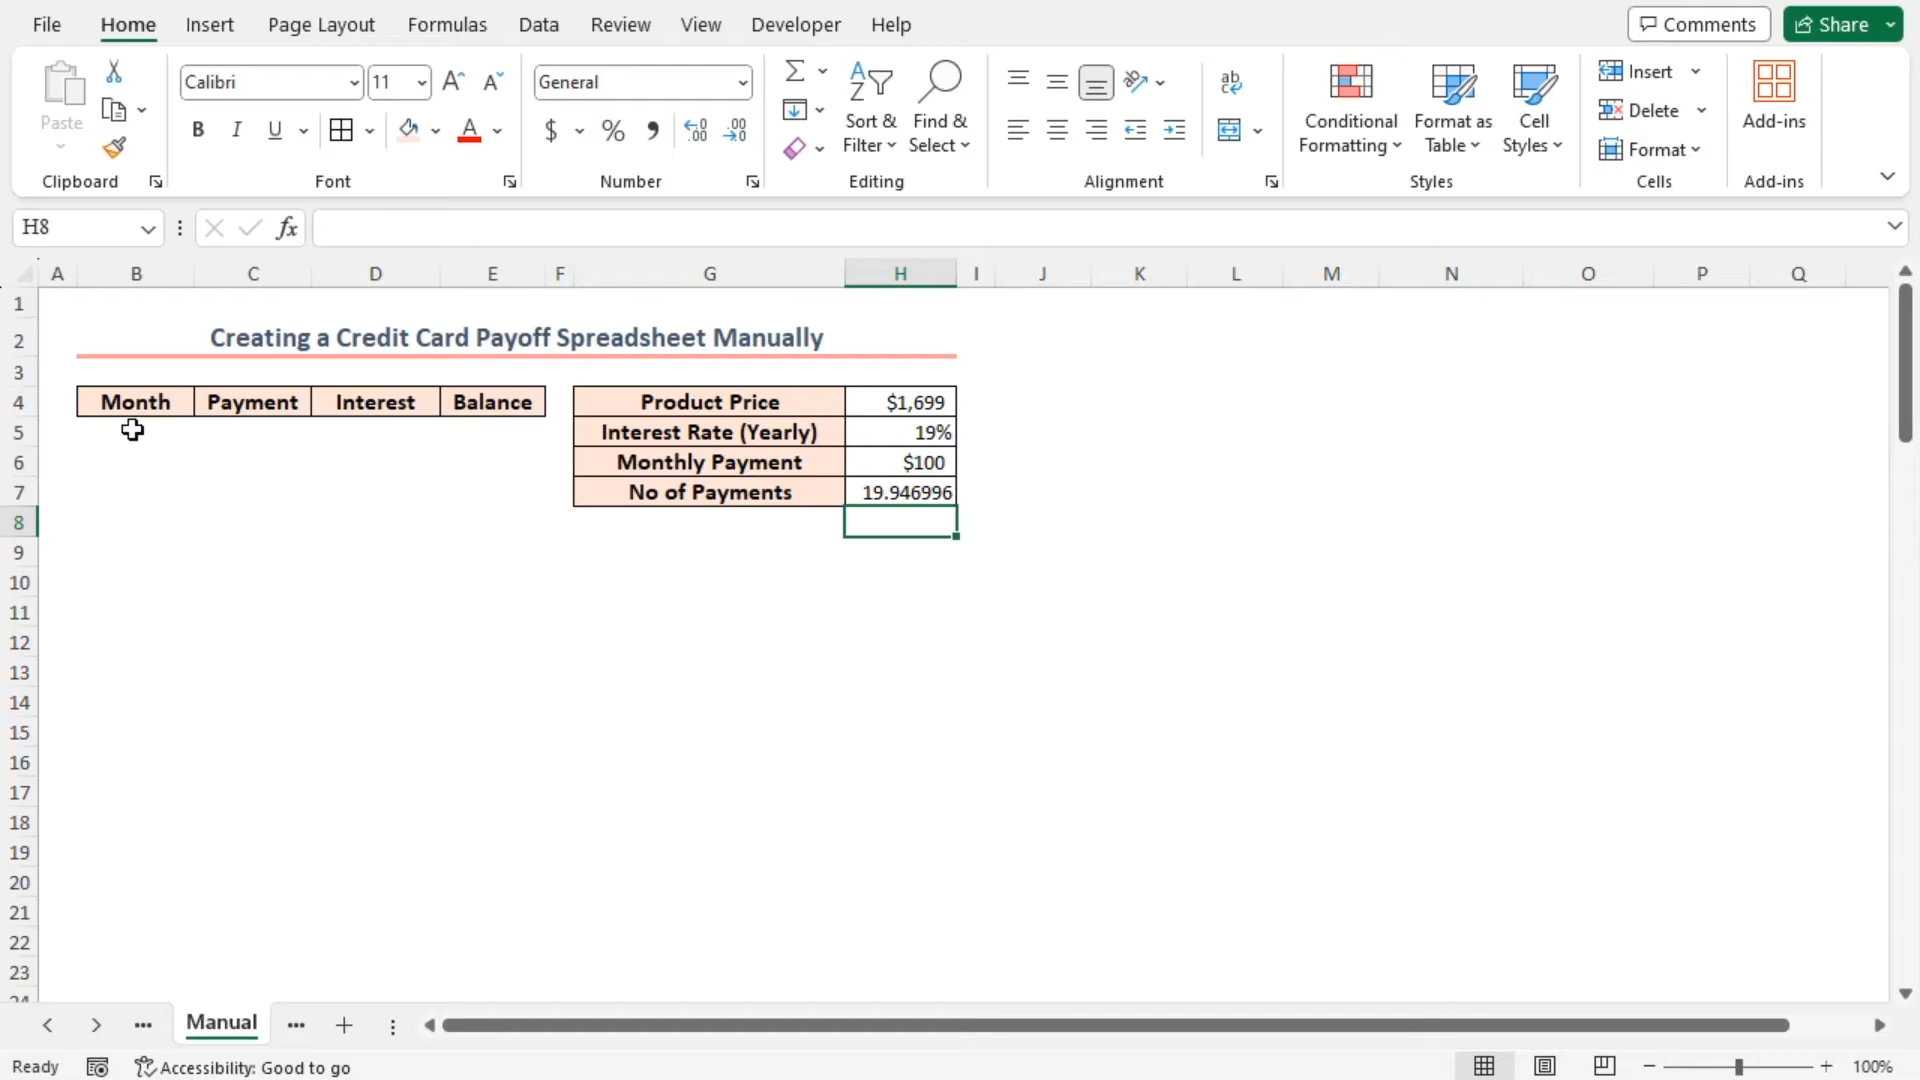 File Home Insert Page Layout Formulas Data Review View Developer Help Comments Share
Paste
Clipboard
Calibri 11
B I U A
Font
General
$ % , .00
Number
Sort & Filter
Find & Select
Editing
ab
Alignment
Conditional Formatting
Format as Table
Cell Styles
Styles
Insert
Delete
Format
Cells
Add-ins
Add-ins
H8 fx
A B C D E F G H I J K L M N O P Q
1
2 Creating a Credit Card Payoff Spreadsheet Manually
3
4 Month Payment Interest Balance Product Price $1,699
5 Interest Rate (Yearly) 19%
6 Monthly Payment $100
7 No of Payments 19.946996
8
9
10
11
12
13
14
15
16
17
18
19
20
21
22
23
24
Manual
Ready Accessibility: Good to go 100%